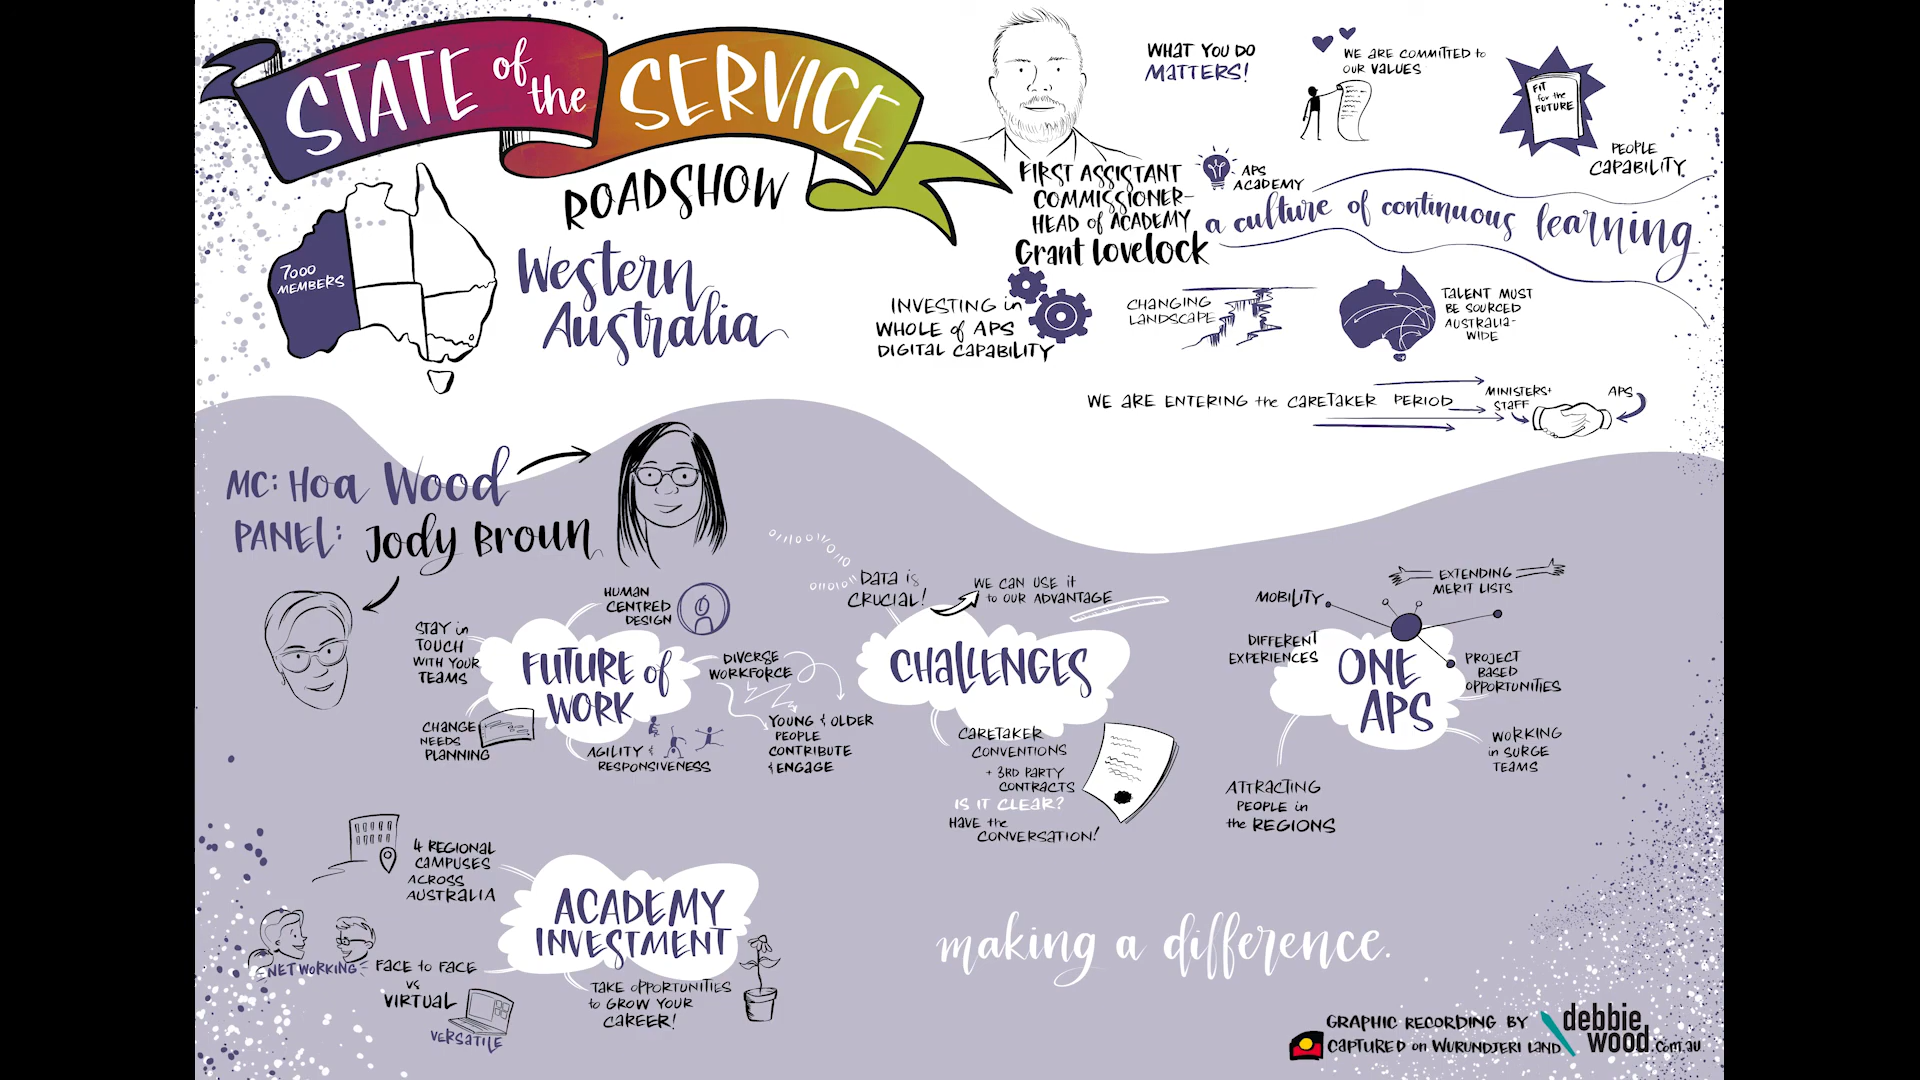 STATE of the SERVICE
ROADSHOW
Western
Australia
7000
MEMBERS
FIRST ASSISTANT
COMMISSIONER-
HEAD of ACADEMY
Grant Lovelock
WHAT YOU DO
MATTERS!
WE ARE COMMITTED to
OUR VALUES
FIT
for the
FUTURE
PEOPLE
CAPABILITY.
APS
ACADEMY
a culture of continuous learning
INVESTING in
WHOLE of APS
DIGITAL CAPABILITY
CHANGING
LANDSCAPE
TALENT MUST
BE SOURCED
AUSTRALIA-
WIDE
WE ARE ENTERING the CARETAKER PERIOD
MINISTERS+
STAFF
APS
MC: Hoa Wood
PANEL: Jody Broun
FUTURE of
WORK
HUMAN
CENTRED
DESIGN
STAY in
TOUCH
WITH YOUR
TEAMS
DIVERSE
WORKFORCE
CHANGE
NEEDS
PLANNING
AGILITY &
RESPONSIVENESS
YOUNG & OLDER
PEOPLE
CONTRIBUTE
& ENGAGE
CHALLENGES
DATA is
CRUCIAL!
WE CAN USE it
to OUR ADVANTAGE
CARETAKER
CONVENTIONS
+ 3RD PARTY
CONTRACTS
IS IT CLEAR?
HAVE the
CONVERSATION!
ONE
APS
EXTENDING
MERIT LISTS
MOBILITY
DIFFERENT
EXPERIENCES
PROJECT
BASED
OPPORTUNITIES
WORKING
in SURGE
TEAMS
ATTRACTING
PEOPLE in
the REGIONS
ACADEMY
INVESTMENT
4 REGIONAL
CAMPUSES
ACROSS
AUSTRALIA
NETWORKING
FACE to FACE
vs
VIRTUAL
VERSATILE
TAKE OPPORTUNITIES
to GROW YOUR
CAREER!
making a difference.
GRAPHIC RECORDING BY
CAPTURED on WURUNDJERI LAND
debbie
wood.com.au